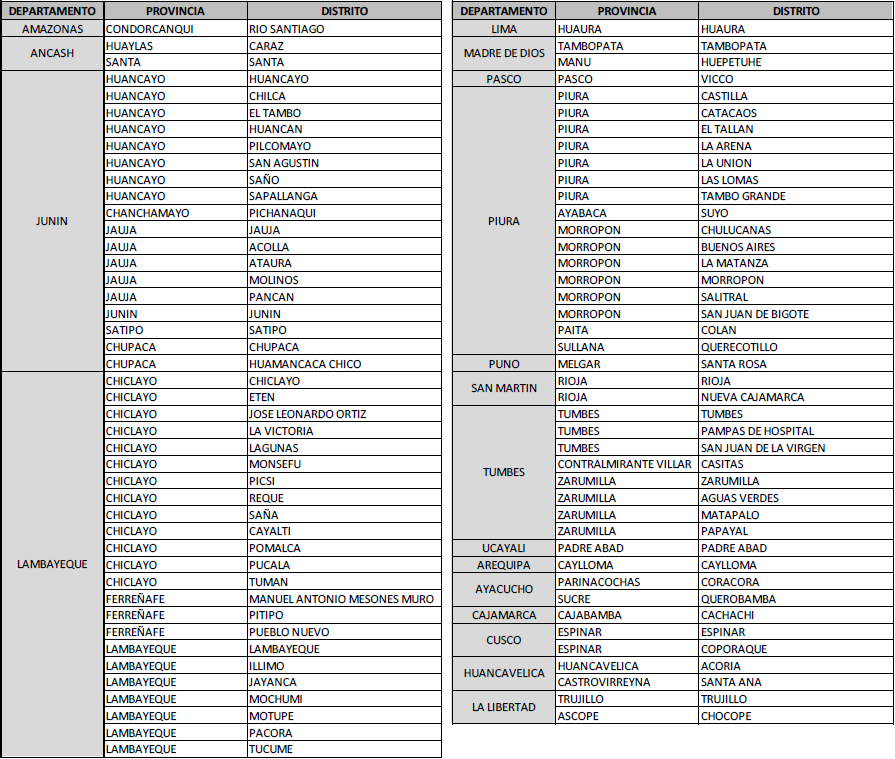 DEPARTAMENTO PROVINCIA DISTRITO
AMAZONAS CONDORCANQUI RIO SANTIAGO
ANCASH HUAYLAS CARAZ
SANTA SANTA
JUNIN HUANCAYO HUANCAYO
HUANCAYO CHILCA
HUANCAYO EL TAMBO
HUANCAYO HUANCAN
HUANCAYO PILCOMAYO
HUANCAYO SAN AGUSTIN
HUANCAYO SAÑO
HUANCAYO SAPALLANGA
CHANCHAMAYO PICHANAQUI
JAUJA JAUJA
JAUJA ACOLLA
JAUJA ATAURA
JAUJA MOLINOS
JAUJA PANCAN
JUNIN JUNIN
SATIPO SATIPO
CHUPACA CHUPACA
CHUPACA HUAMANCACA CHICO
LAMBAYEQUE CHICLAYO CHICLAYO
CHICLAYO ETEN
CHICLAYO JOSE LEONARDO ORTIZ
CHICLAYO LA VICTORIA
CHICLAYO LAGUNAS
CHICLAYO MONSEFU
CHICLAYO PICSI
CHICLAYO REQUE
CHICLAYO SAÑA
CHICLAYO CAYALTI
CHICLAYO POMALCA
CHICLAYO PUCALA
CHICLAYO TUMAN
FERREÑAFE MANUEL ANTONIO MESONES MURO
FERREÑAFE PITIPO
FERREÑAFE PUEBLO NUEVO
LAMBAYEQUE LAMBAYEQUE
LAMBAYEQUE ILLIMO
LAMBAYEQUE JAYANCA
LAMBAYEQUE MOCHUMI
LAMBAYEQUE MOTUPE
LAMBAYEQUE PACORA
LAMBAYEQUE TUCUME
DEPARTAMENTO PROVINCIA DISTRITO
LIMA HUAURA HUAURA
MADRE DE DIOS TAMBOPATA TAMBOPATA
MANU HUEPETUHE
PASCO PASCO VICCO
PIURA PIURA CASTILLA
PIURA CATACAOS
PIURA EL TALLAN
PIURA LA ARENA
PIURA LA UNION
PIURA LAS LOMAS
PIURA TAMBO GRANDE
AYABACA SUYO
MORROPON CHULUCANAS
MORROPON BUENOS AIRES
MORROPON LA MATANZA
MORROPON MORROPON
MORROPON SALITRAL
MORROPON SAN JUAN DE BIGOTE
PAITA COLAN
SULLANA QUERECOTILLO
PUNO MELGAR SANTA ROSA
SAN MARTIN RIOJA RIOJA
RIOJA NUEVA CAJAMARCA
TUMBES TUMBES TUMBES
TUMBES PAMPAS DE HOSPITAL
TUMBES SAN JUAN DE LA VIRGEN
CONTRALMIRANTE VILLAR CASITAS
ZARUMILLA ZARUMILLA
ZARUMILLA AGUAS VERDES
ZARUMILLA MATAPALO
ZARUMILLA PAPAYAL
UCAYALI PADRE ABAD PADRE ABAD
AREQUIPA CAYLLOMA CAYLLOMA
AYACUCHO PARINACOCHAS CORACORA
SUCRE QUEROBAMBA
CAJAMARCA CAJABAMBA CACHACHI
CUSCO ESPINAR ESPINAR
ESPINAR COPORAQUE
HUANCAVELICA HUANCAVELICA ACORIA
CASTROVIRREYNA SANTA ANA
LA LIBERTAD TRUJILLO TRUJILLO
ASCOPE CHOCOPE